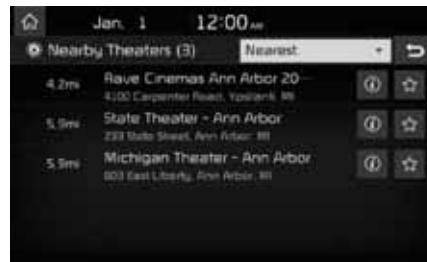 Jan. 1 12:00 AM
Nearby Theaters (3) Nearest
4.2mi Rave Cinemas Ann Arbor 20
4100 Carpenter Road, Ypsilanti, MI
5.9mi State Theater - Ann Arbor
233 State Street, Ann Arbor, MI
5.9mi Michigan Theater - Ann Arbor
603 East Liberty, Ann Arbor, MI